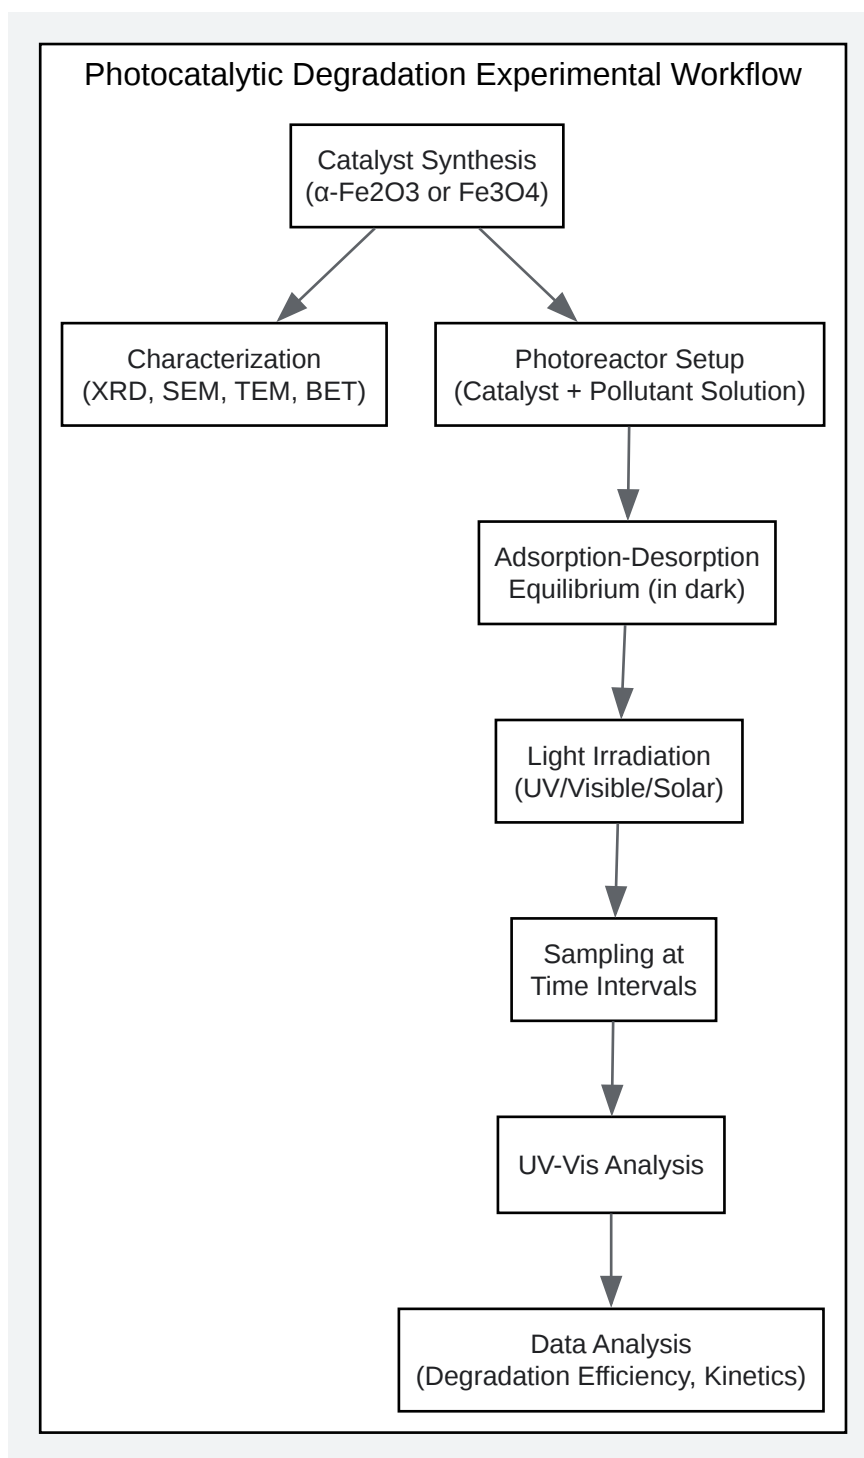 Photocatalytic Degradation Experimental Workflow
Catalyst Synthesis
(α-Fe2O3 or Fe3O4)
Characterization
(XRD, SEM, TEM, BET)
Photoreactor Setup
(Catalyst + Pollutant Solution)
Adsorption-Desorption
Equilibrium (in dark)
Light Irradiation
(UV/Visible/Solar)
Sampling at
Time Intervals
UV-Vis Analysis
Data Analysis
(Degradation Efficiency, Kinetics)